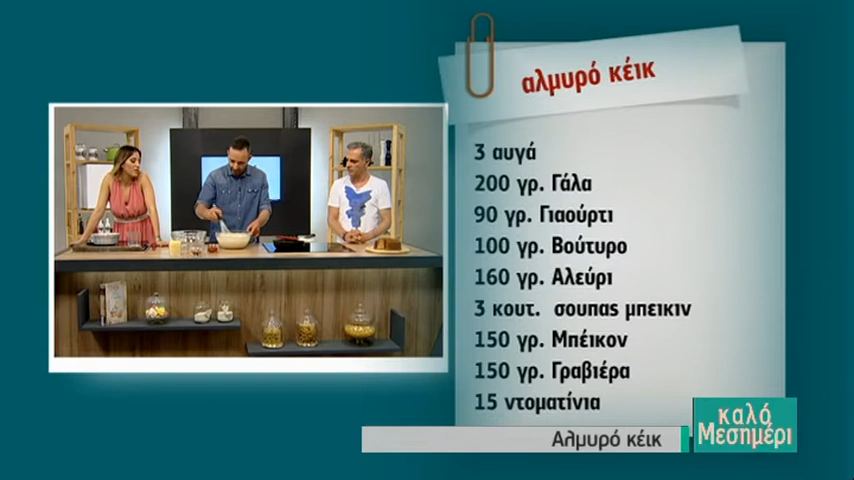 αλμυρό κέικ
3 αυγά
200 γρ. Γάλα
90 γρ. Γιαούρτι
100 γρ. Βούτυρο
160 γρ. Αλεύρι
3 κουτ. σουπας μπεικιν
150 γρ. Μπέικον
150 γρ. Γραβιέρα
15 ντοματίνια
Αλμυρό κέικ
καλό
Μεσημέρι